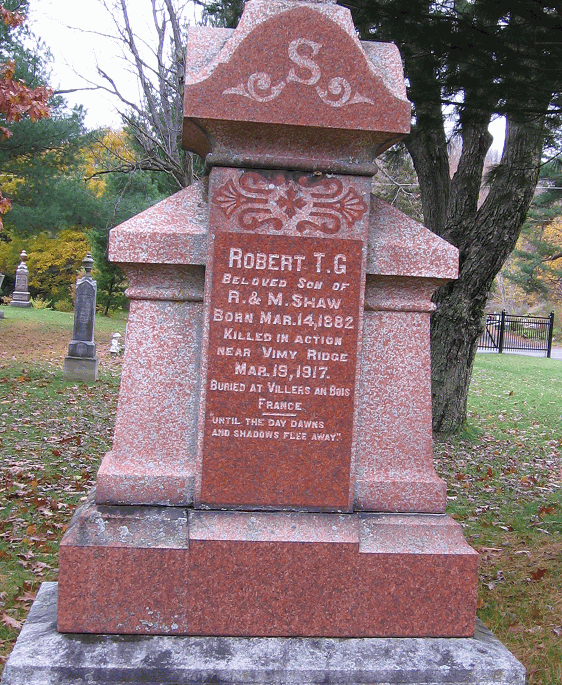 S
ROBERT T.G
BELOVED SON OF
R. & M. SHAW
BORN MAR. 14, 1882
KILLED IN ACTION
NEAR VIMY RIDGE
MAR. 19, 1917.
BURIED AT VILLERS AN BOIS
FRANCE
"UNTIL THE DAY DAWNS
AND SHADOWS FLEE AWAY".